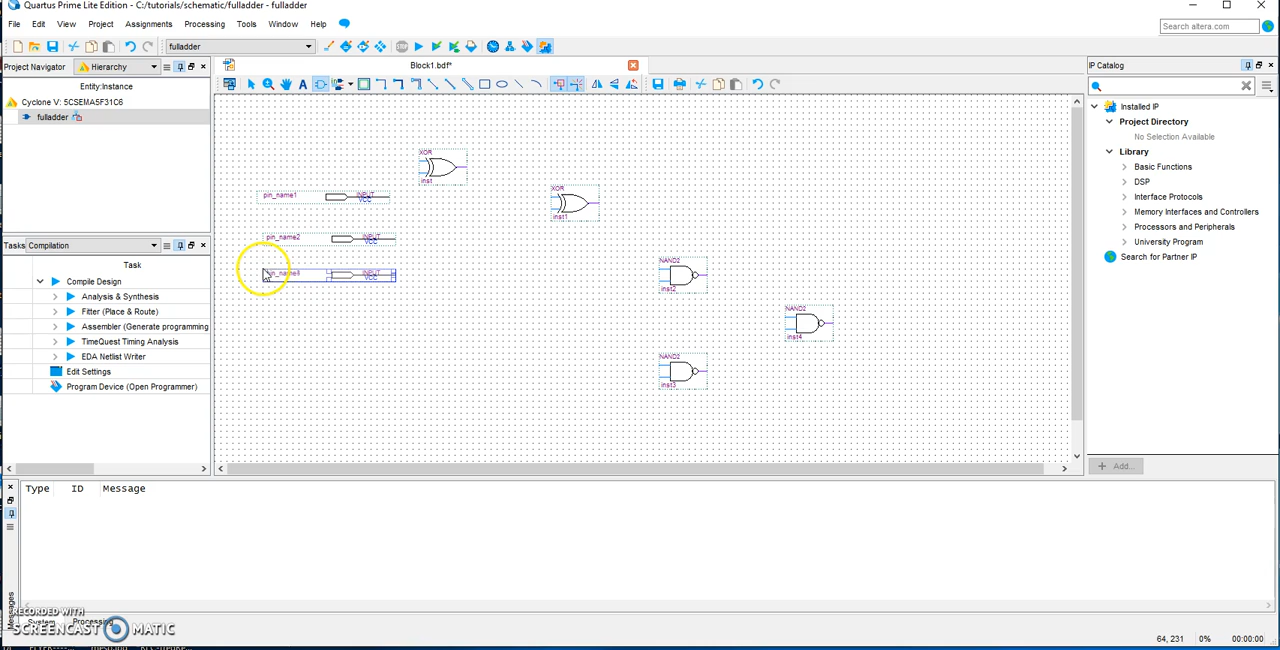 Quartus Prime Lite Edition - C:/tutorials/schematic/fulladder - fulladder
File Edit View Project Assignments Processing Tools Window Help
Search altera.com
fulladder
Project Navigator Hierarchy
Block1.bdf*
IP Catalog
Entity:Instance
Cyclone V: 5CSEMA5F31C6
fulladder
Installed IP
Project Directory
No Selection Available
Library
Basic Functions
DSP
Interface Protocols
Memory Interfaces and Controllers
Processors and Peripherals
University Program
Search for Partner IP
Add...
XOR
inst
pin_name1 INPUT
VCC
XOR
inst1
pin_name2 INPUT
VCC
INPUT
VCC
NAND2
inst2
NAND2
inst4
NAND2
inst3
Tasks Compilation
Task
Compile Design
Analysis & Synthesis
Fitter (Place & Route)
Assembler (Generate programming
TimeQuest Timing Analysis
EDA Netlist Writer
Edit Settings
Program Device (Open Programmer)
Type ID Message
Messages
System Processing
RECORDED WITH
SCREENCAST MATIC
64, 231 0% 00:00:00